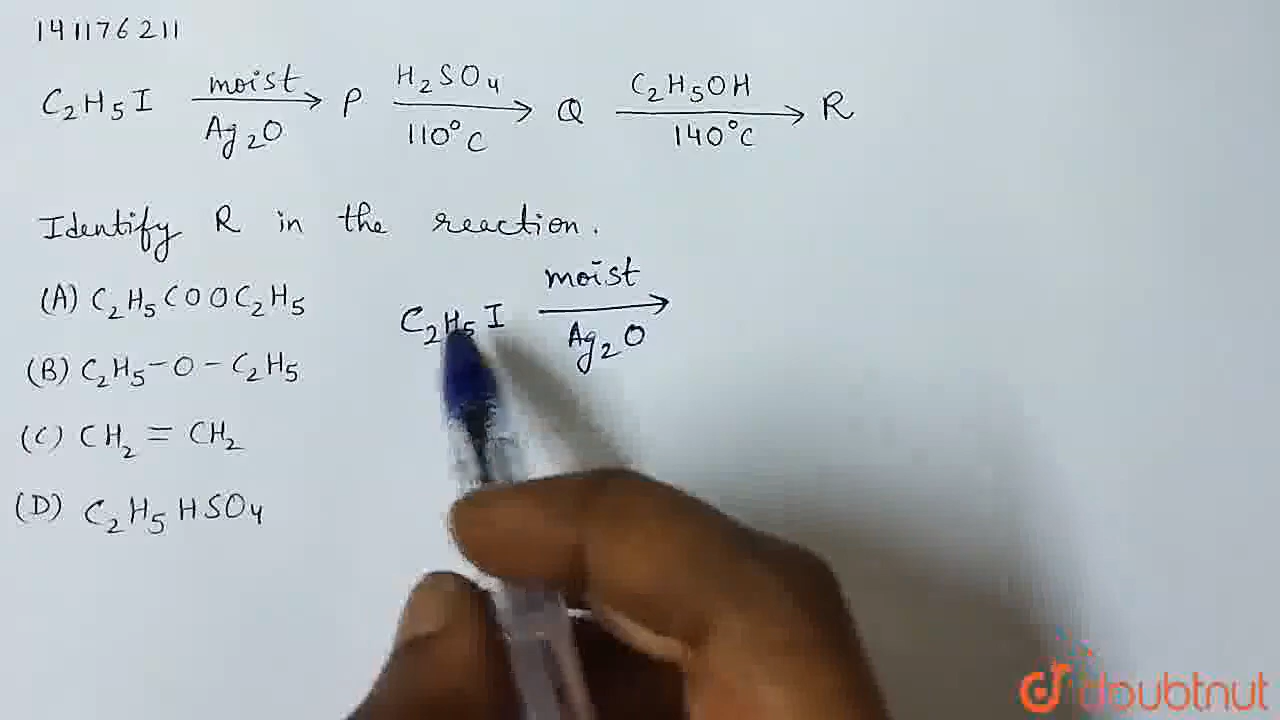 141176211
C₂H₅I moist Ag₂O → P H₂SO₄ 110°C → Q C₂H₅OH 140°C → R
Identify R in the reaction.
(A) C₂H₅COOC₂H₅
(B) C₂H₅-O-C₂H₅
(C) CH₂=CH₂
(D) C₂H₅HSO₄
C₂H₅I moist Ag₂O →
doubtnut